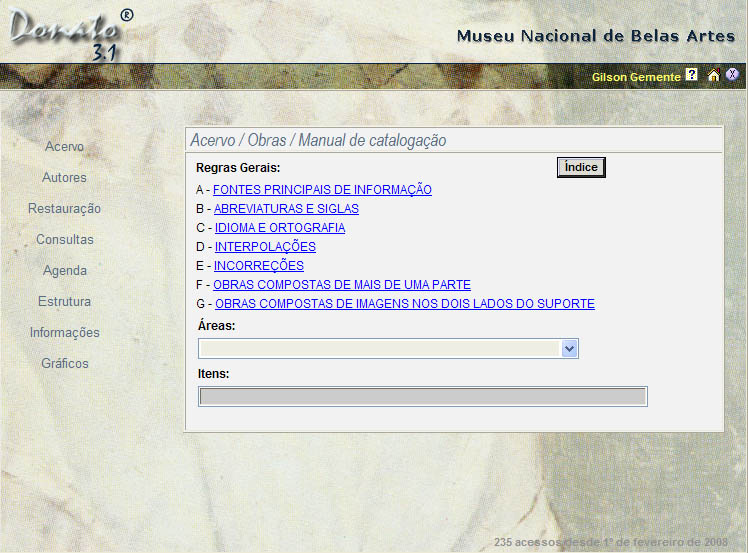 Donato ®
3.1
Museu Nacional de Belas Artes
Gilson Gemente ? X
Acervo
Autores
Restauração
Consultas
Agenda
Estrutura
Informações
Gráficos
Acervo / Obras / Manual de catalogação
Regras Gerais:
Índice
A - FONTES PRINCIPAIS DE INFORMAÇÃO
B - ABREVIATURAS E SIGLAS
C - IDIOMA E ORTOGRAFIA
D - INTERPOLAÇÕES
E - INCORREÇÕES
F - OBRAS COMPOSTAS DE MAIS DE UMA PARTE
G - OBRAS COMPOSTAS DE IMAGENS NOS DOIS LADOS DO SUPORTE
Áreas:
Itens:
235 acessos desde 1º de fevereiro de 2008